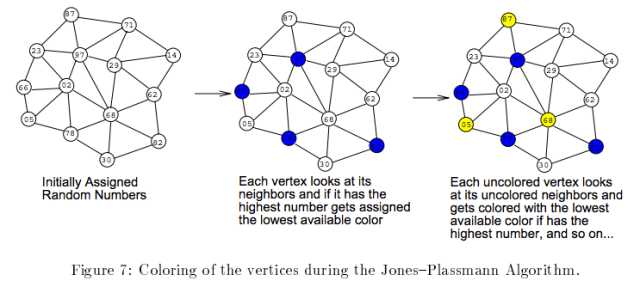 87
71
23
97
14
29
66
02
62
05
68
78
82
30
87
71
23
14
29
02
62
05
68
30
87
71
23
14
29
02
62
05
68
30
Initially Assigned
Random Numbers
Each vertex looks at its
neighbors and if it has the
highest number gets assigned
the lowest available color
Each uncolored vertex looks
at its uncolored neighbors and
gets colored with the lowest
available color if has the
highest number, and so on...
Figure 7: Coloring of the vertices during the Jones–Plassmann Algorithm.